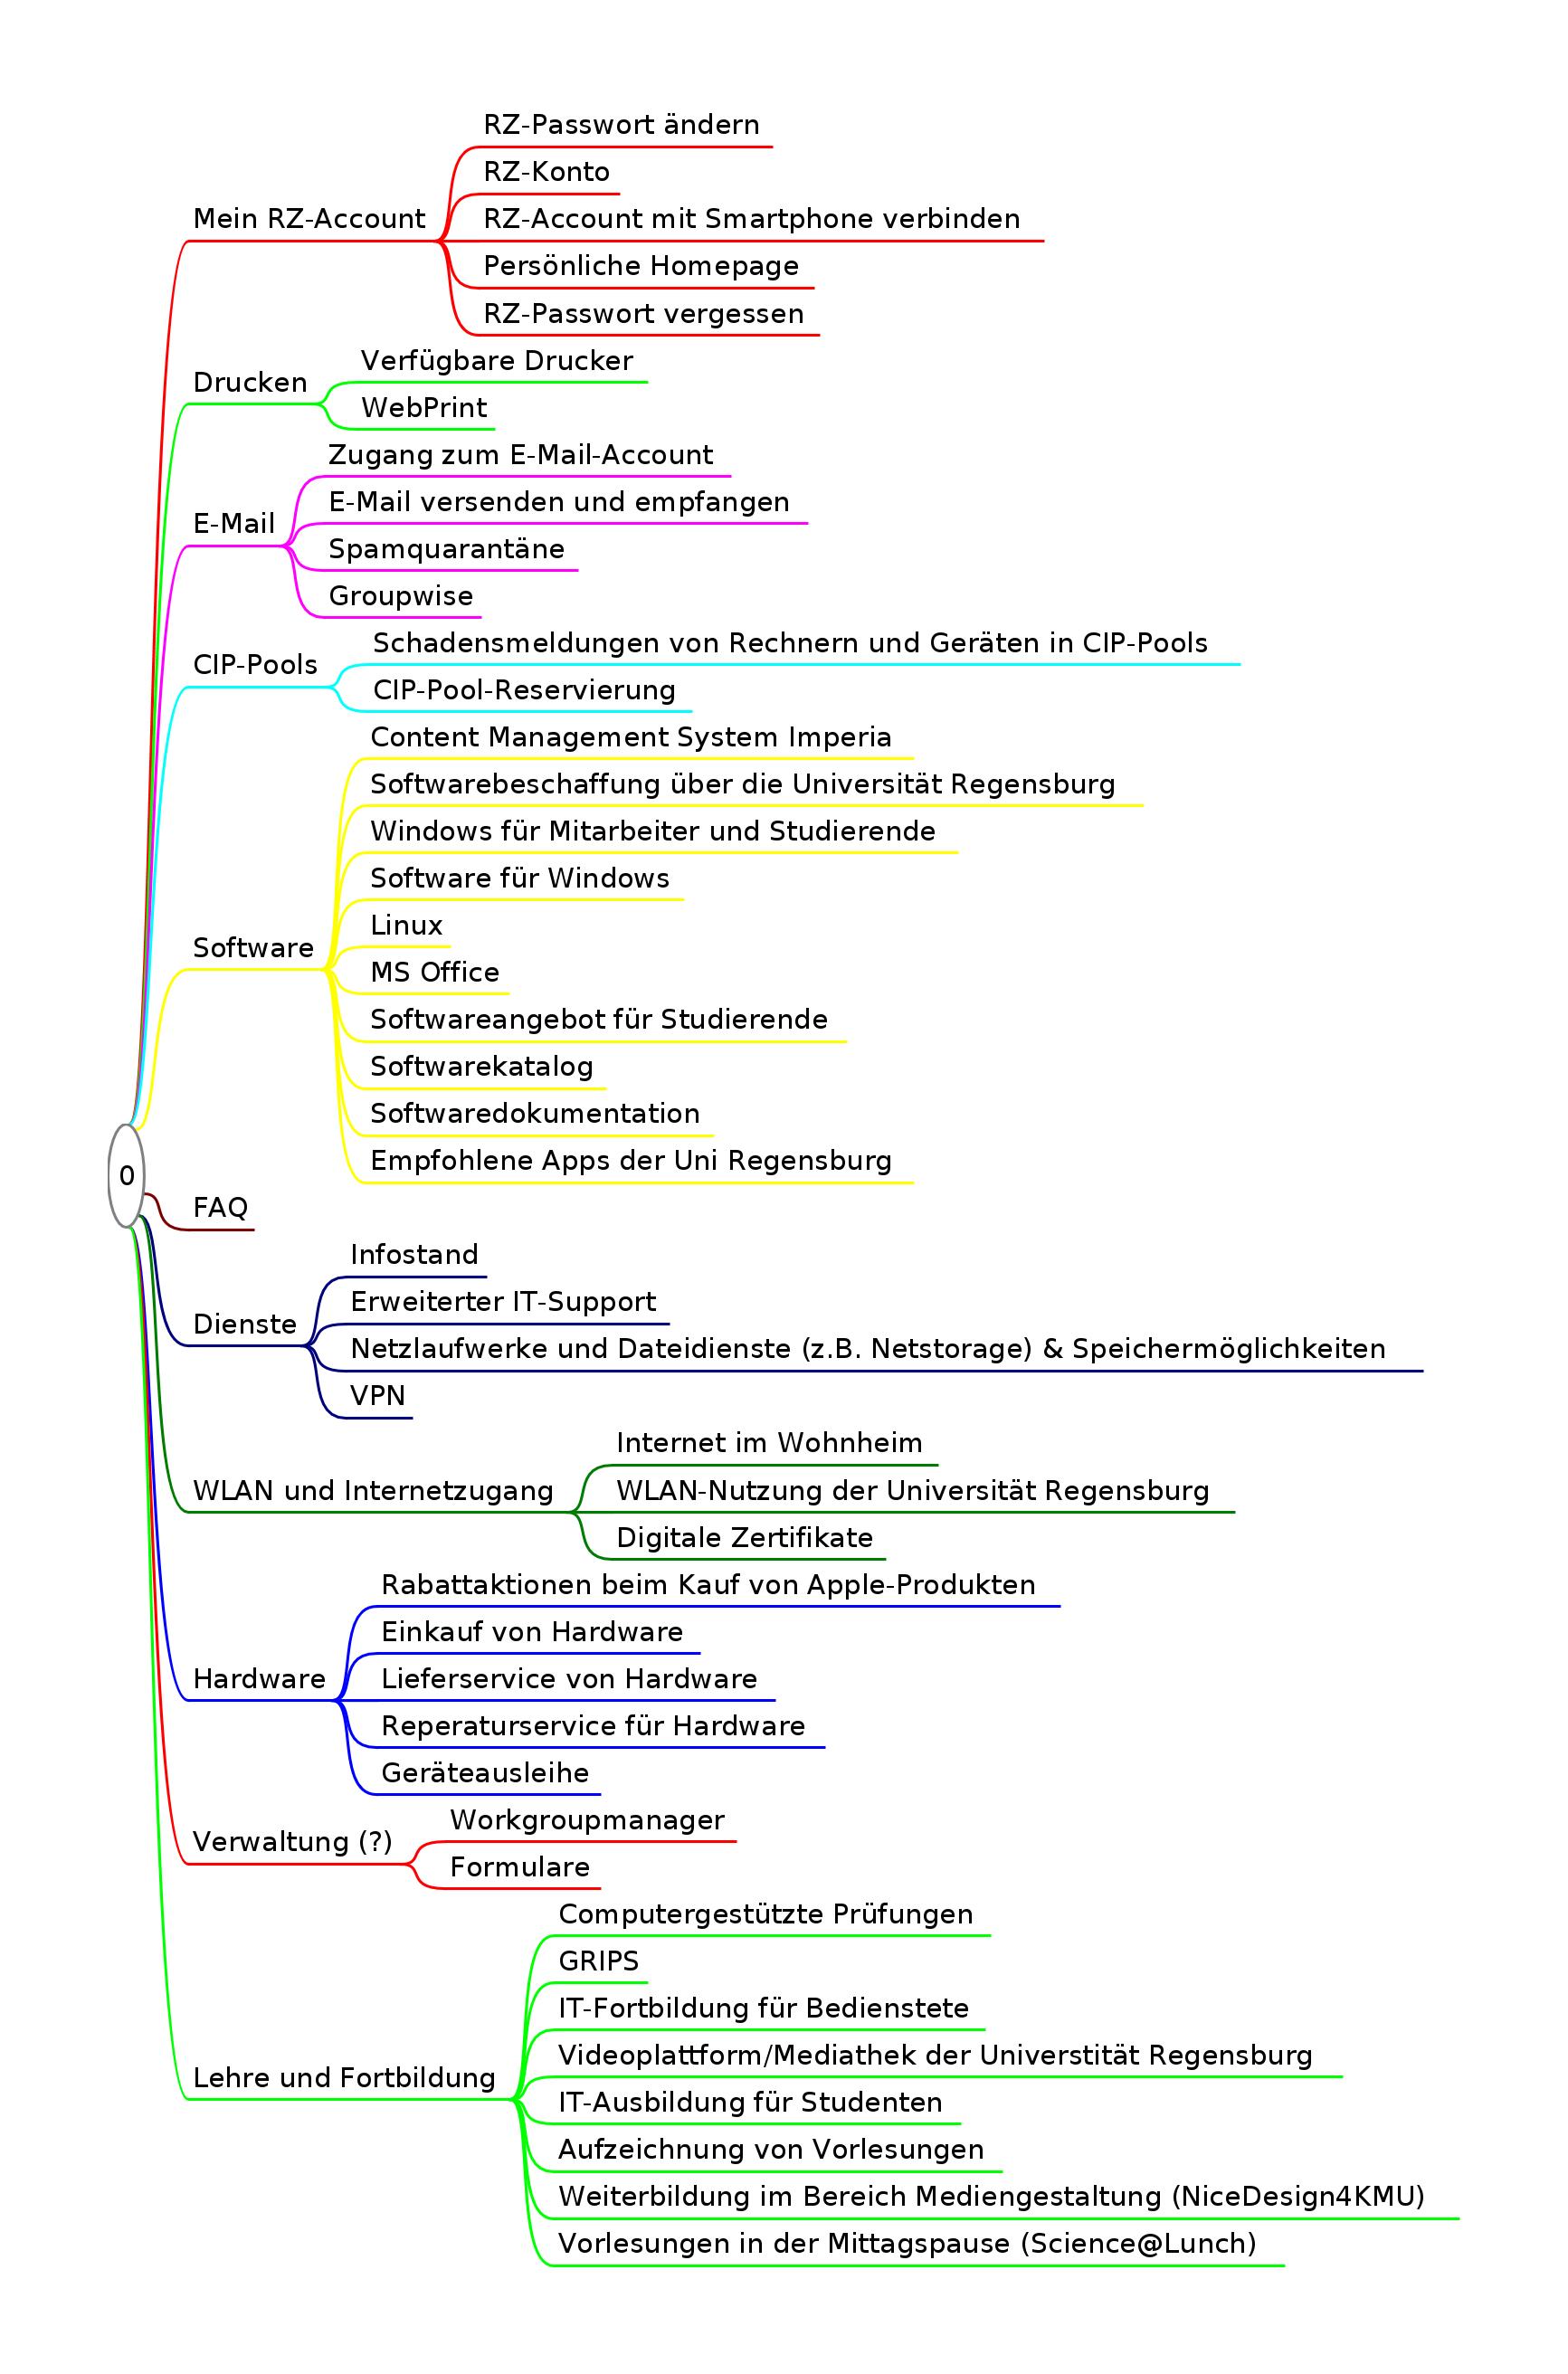 RZ-Passwort ändern
RZ-Konto
Mein RZ-Account
RZ-Account mit Smartphone verbinden
Persönliche Homepage
RZ-Passwort vergessen
Verfügbare Drucker
Drucken
WebPrint
Zugang zum E-Mail-Account
E-Mail versenden und empfangen
E-Mail
Spamquarantäne
Groupwise
Schadensmeldungen von Rechnern und Geräten in CIP-Pools
CIP-Pools
CIP-Pool-Reservierung
Content Management System Imperia
Softwarebeschaffung über die Universität Regensburg
Windows für Mitarbeiter und Studierende
Software für Windows
Linux
Software
MS Office
Softwareangebot für Studierende
Softwarekatalog
Softwaredokumentation
Empfohlene Apps der Uni Regensburg
0
FAQ
Infostand
Erweiterter IT-Support
Dienste
Netzlaufwerke und Dateidienste (z.B. Netstorage) & Speichermöglichkeiten
VPN
Internet im Wohnheim
WLAN und Internetzugang
WLAN-Nutzung der Universität Regensburg
Digitale Zertifikate
Rabattaktionen beim Kauf von Apple-Produkten
Einkauf von Hardware
Hardware
Lieferservice von Hardware
Reperaturservice für Hardware
Geräteausleihe
Workgroupmanager
Verwaltung (?)
Formulare
Computergestützte Prüfungen
GRIPS
IT-Fortbildung für Bedienstete
Videoplattform/Mediathek der Universtität Regensburg
Lehre und Fortbildung
IT-Ausbildung für Studenten
Aufzeichnung von Vorlesungen
Weiterbildung im Bereich Mediengestaltung (NiceDesign4KMU)
Vorlesungen in der Mittagspause (Science@Lunch)